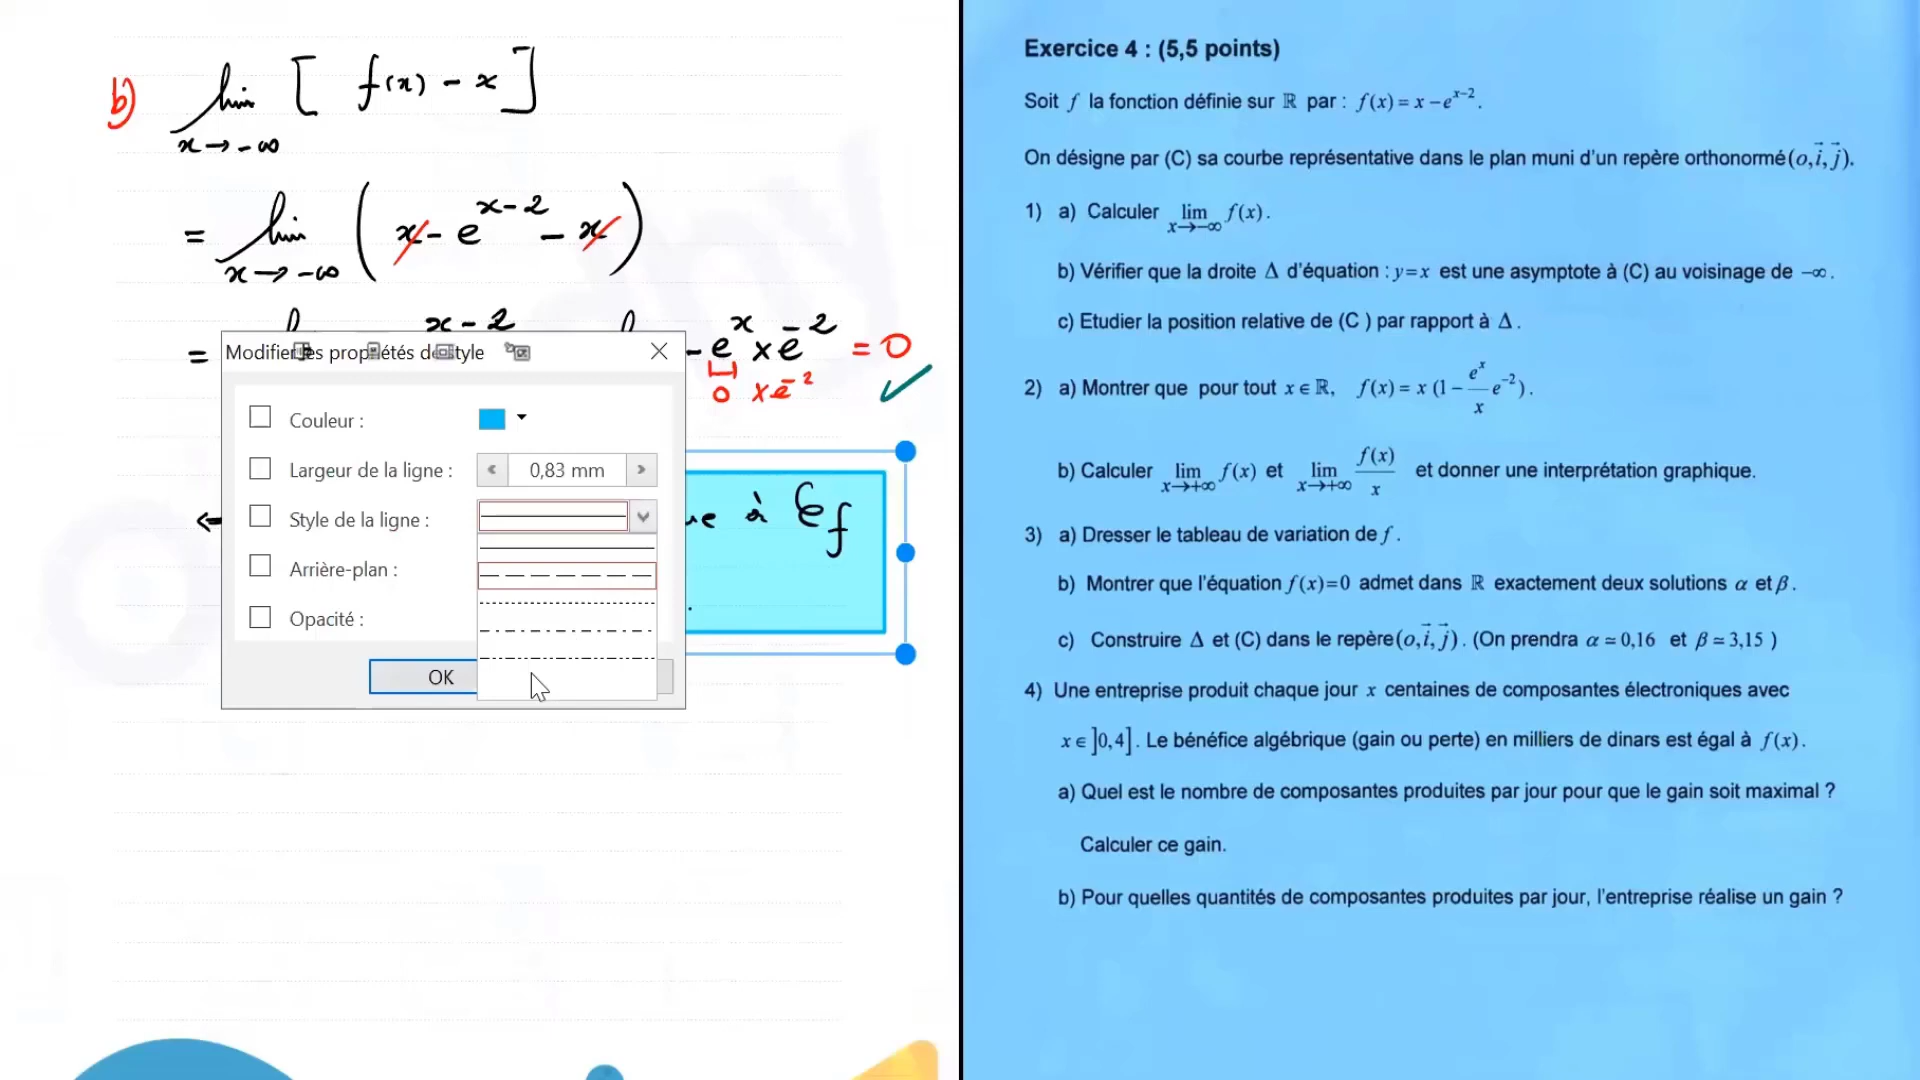 b) lim [ f(x) - x ]
x → -∞
= lim ( x - e^{x-2} - x )
x → -∞
= x - 2 - e^x × e^{-2} = 0
0 × e^{-2}
← à 𝒞f
Modifier les propriétés de style
Couleur :
Largeur de la ligne : 0,83 mm
Style de la ligne :
Arrière-plan :
Opacité :
OK
Exercice 4 : (5,5 points)
Soit f la fonction définie sur ℝ par : f(x) = x - e^{x-2}.
On désigne par (C) sa courbe représentative dans le plan muni d'un repère orthonormé (o, i⃗, j⃗).
1) a) Calculer lim_{x→-∞} f(x).
b) Vérifier que la droite Δ d'équation : y = x est une asymptote à (C) au voisinage de -∞.
c) Etudier la position relative de (C ) par rapport à Δ.
2) a) Montrer que pour tout x ∈ ℝ, f(x) = x (1 - \frac{e^x}{x} e^{-2}).
b) Calculer lim_{x→+∞} f(x) et lim_{x→+∞} \frac{f(x)}{x} et donner une interprétation graphique.
3) a) Dresser le tableau de variation de f.
b) Montrer que l'équation f(x)=0 admet dans ℝ exactement deux solutions α et β.
c) Construire Δ et (C) dans le repère (o, i⃗, j⃗). (On prendra α ≃ 0,16 et β ≃ 3,15 )
4) Une entreprise produit chaque jour x centaines de composantes électroniques avec
x ∈ ]0,4]. Le bénéfice algébrique (gain ou perte) en milliers de dinars est égal à f(x).
a) Quel est le nombre de composantes produites par jour pour que le gain soit maximal ?
Calculer ce gain.
b) Pour quelles quantités de composantes produites par jour, l'entreprise réalise un gain ?